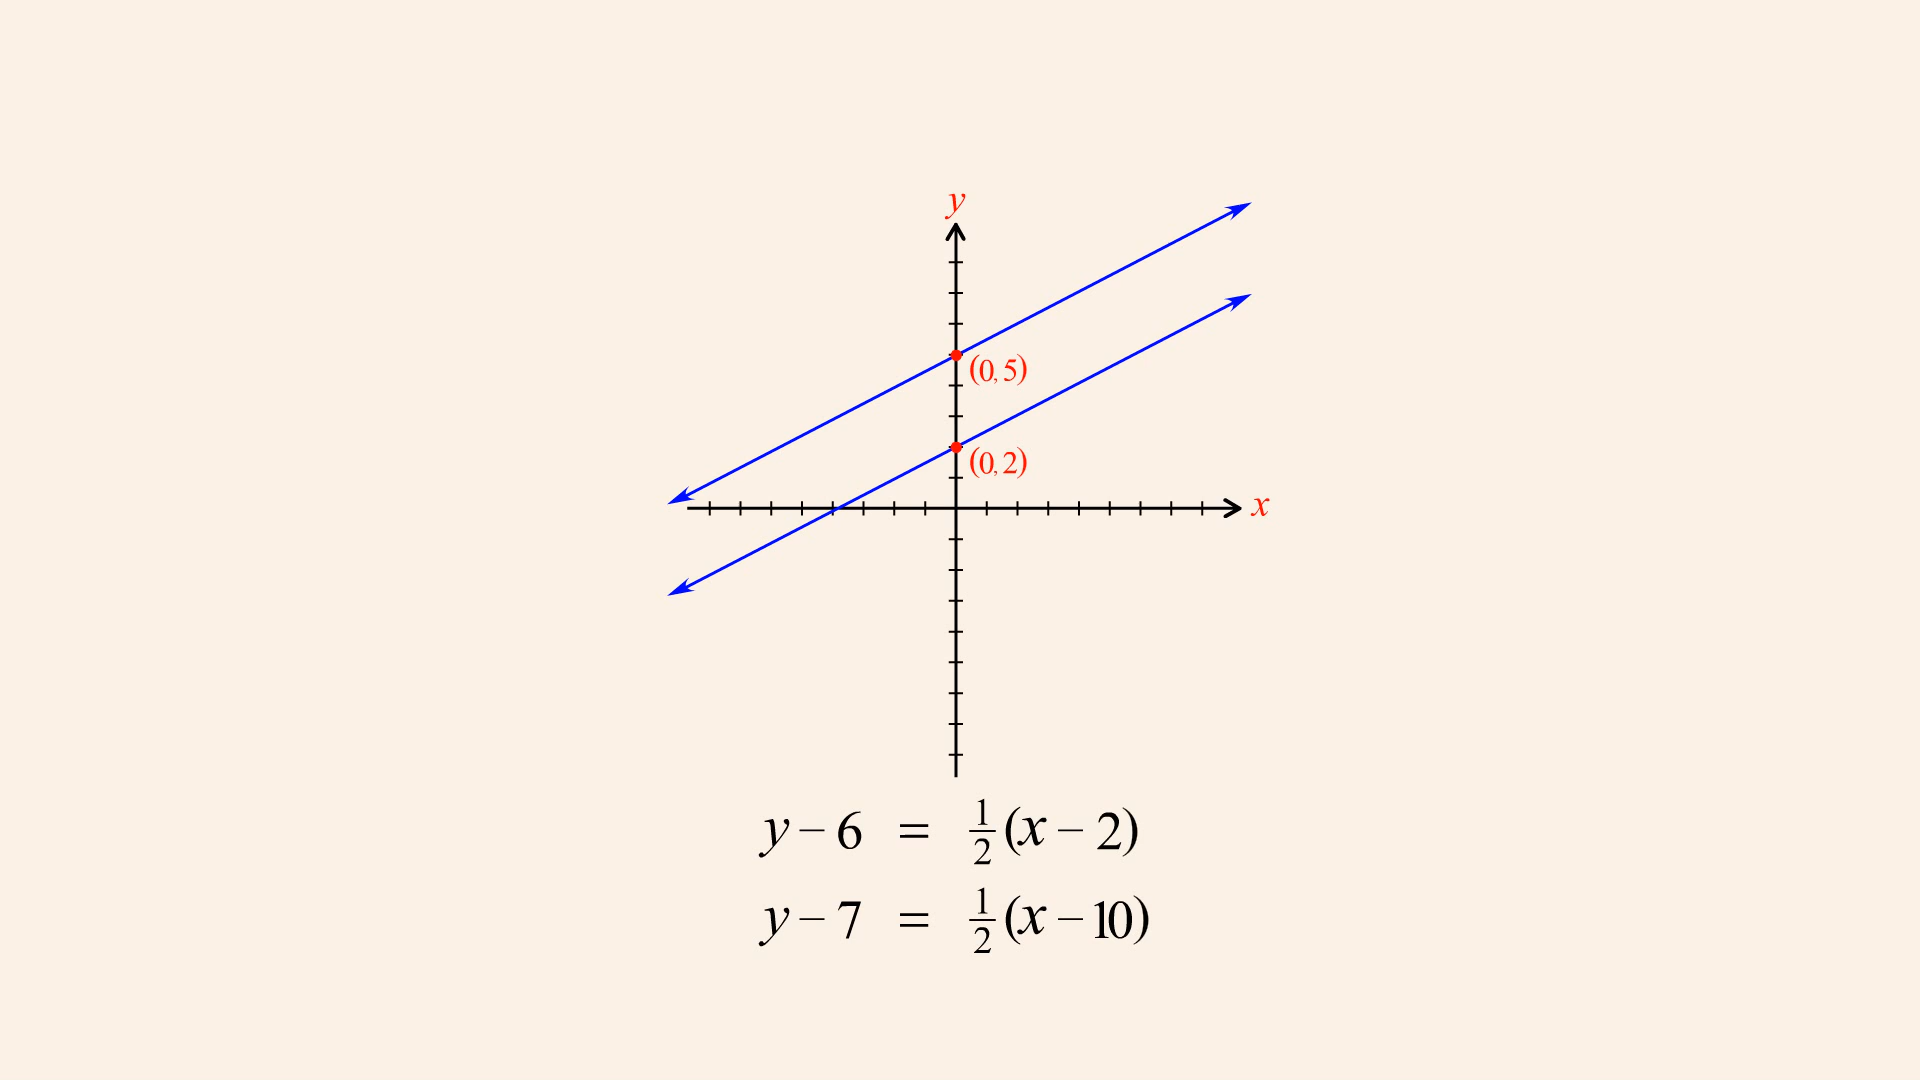 y
(0, 5)
(0, 2)
x
y − 6 = 1/2 (x − 2)
y − 7 = 1/2 (x − 10)